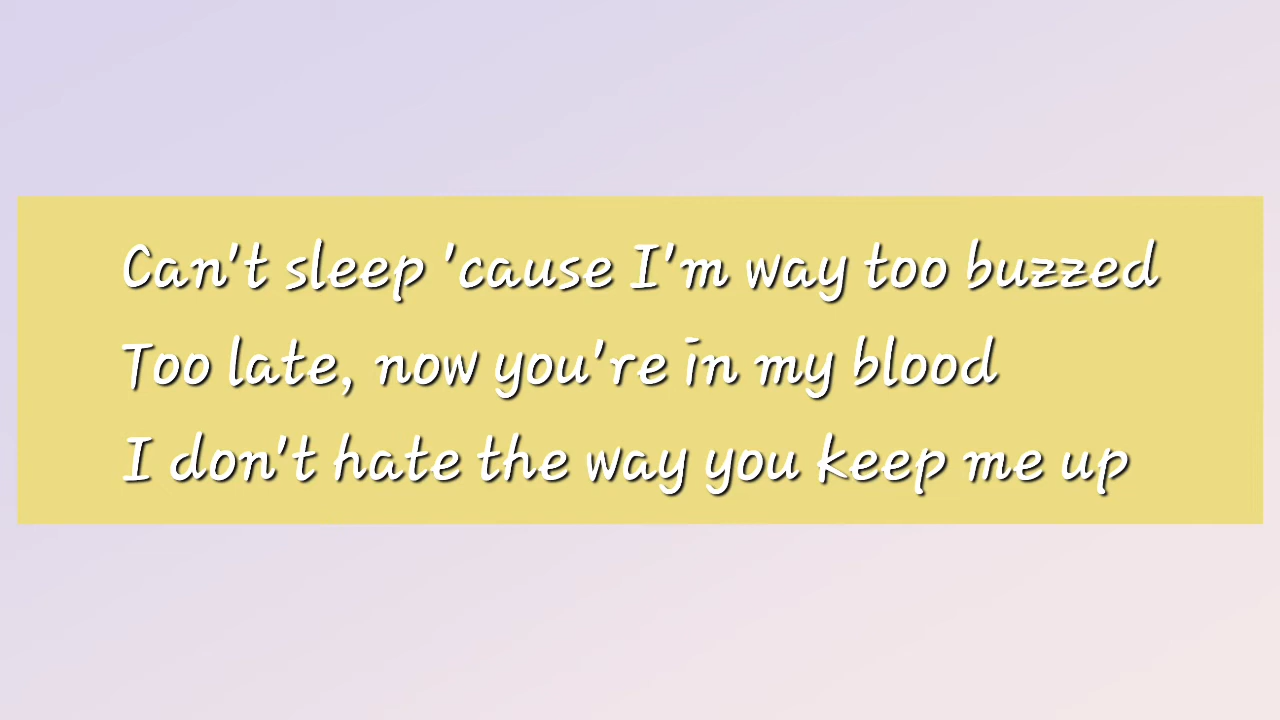 Can't sleep 'cause I'm way too buzzed
Too late, now you're in my blood
I don't hate the way you keep me up